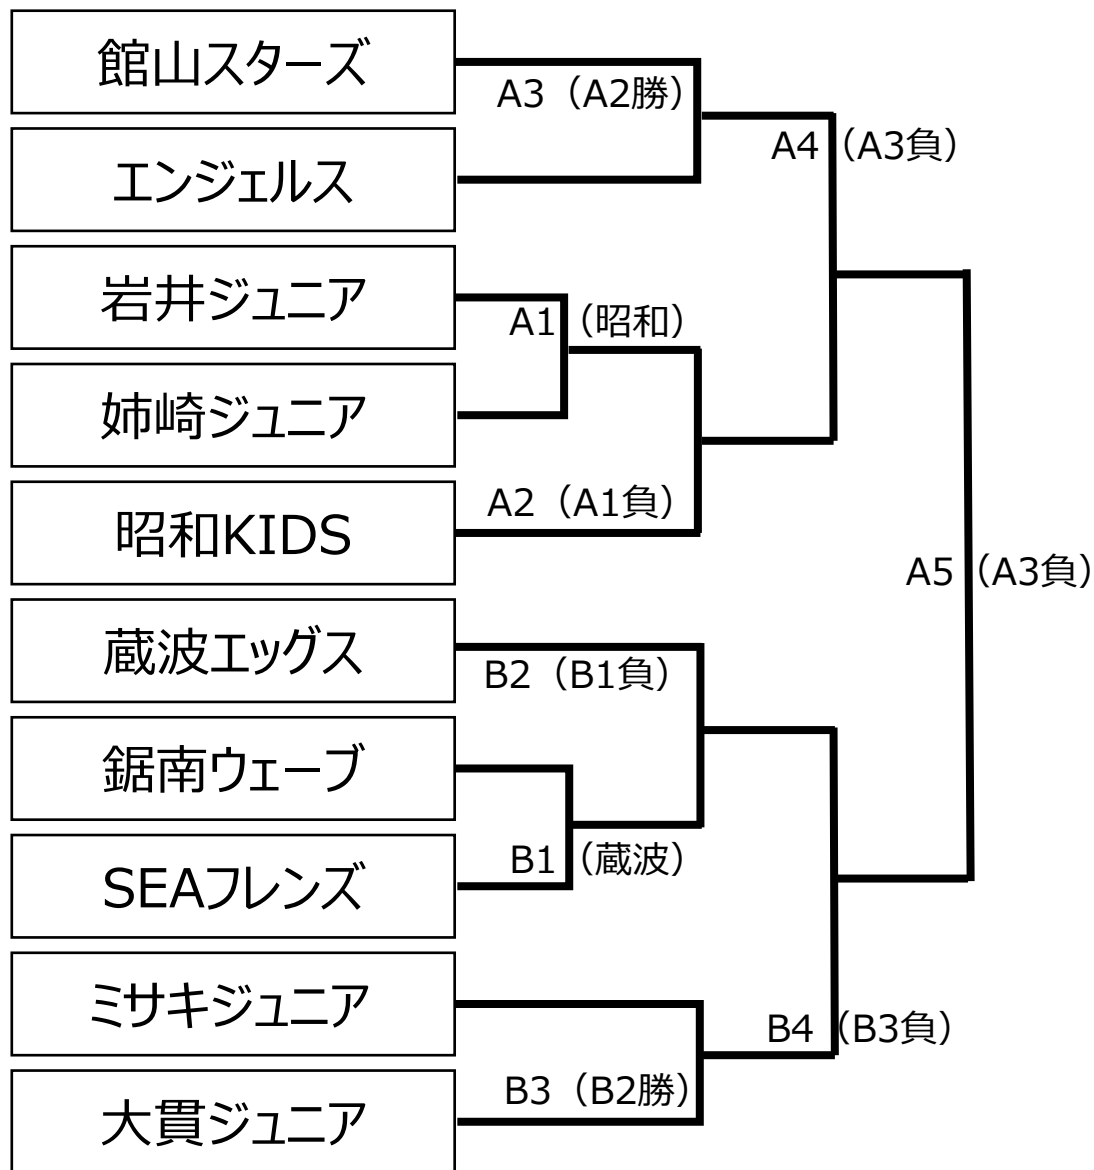 館山スターズ
A3（A2勝）
A4（A3負）
エンジェルス
岩井ジュニア
A1（昭和）
姉崎ジュニア
A2（A1負）
昭和KIDS
A5（A3負）
蔵波エッグス
B2（B1負）
鋸南ウェーブ
B1（蔵波）
SEAフレンズ
ミサキジュニア
B4（B3負）
B3（B2勝）
大貫ジュニア